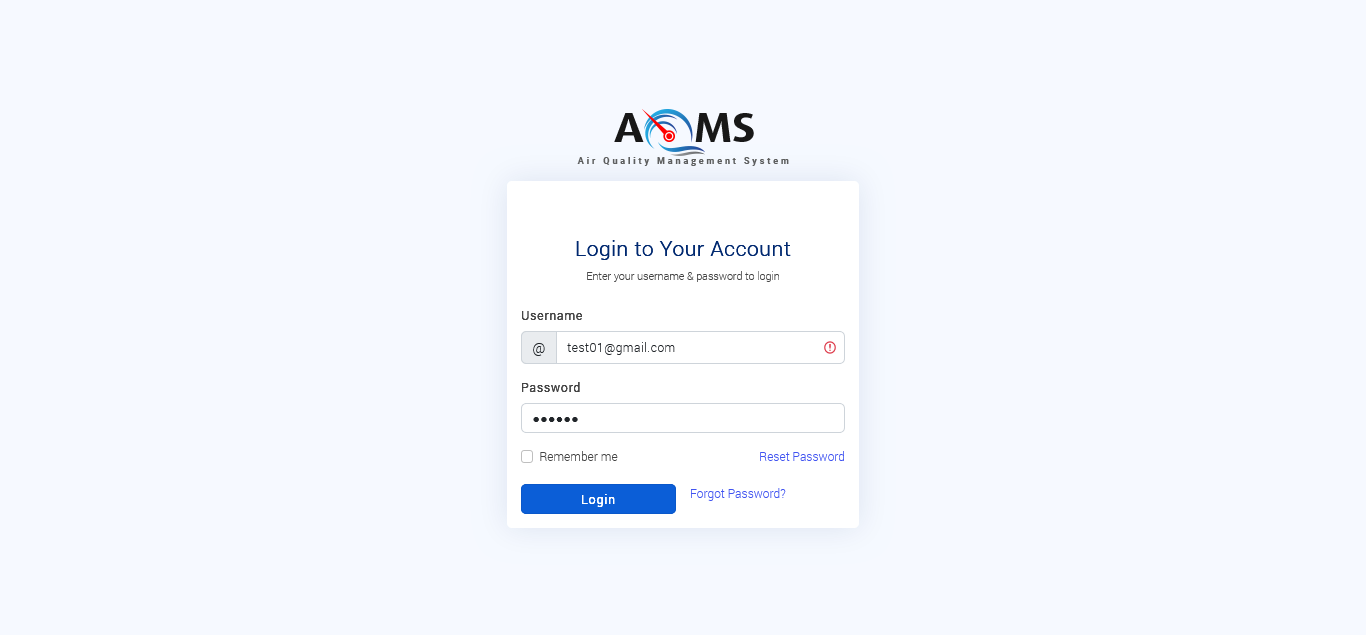 AQMS
Air Quality Management System
Login to Your Account
Enter your username & password to login
Username
@ test01@gmail.com
Password
••••••
Remember me Reset Password
Login Forgot Password?